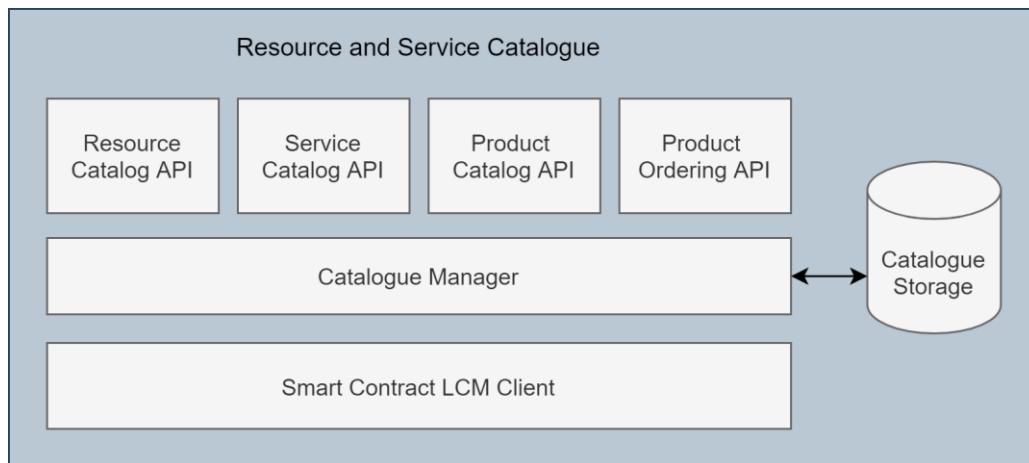 Resource and Service Catalogue
Resource
Catalog API
Service
Catalog API
Product
Catalog API
Product
Ordering API
Catalogue Manager
Catalogue
Storage
Smart Contract LCM Client